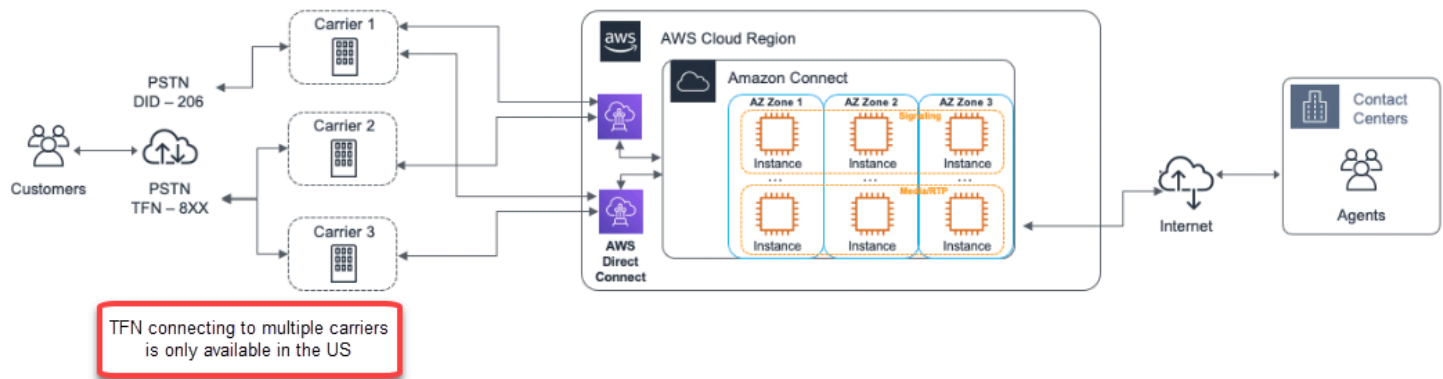 Customers
PSTN
DID – 206
PSTN
TFN – 8XX
Carrier 1
Carrier 2
Carrier 3
TFN connecting to multiple carriers
is only available in the US
aws
AWS Cloud Region
AWS
Direct
Connect
Amazon Connect
AZ Zone 1
AZ Zone 2
AZ Zone 3
Signaling
Instance
Instance
Instance
...
...
...
Media/RTP
Instance
Instance
Instance
Internet
Contact
Centers
Agents